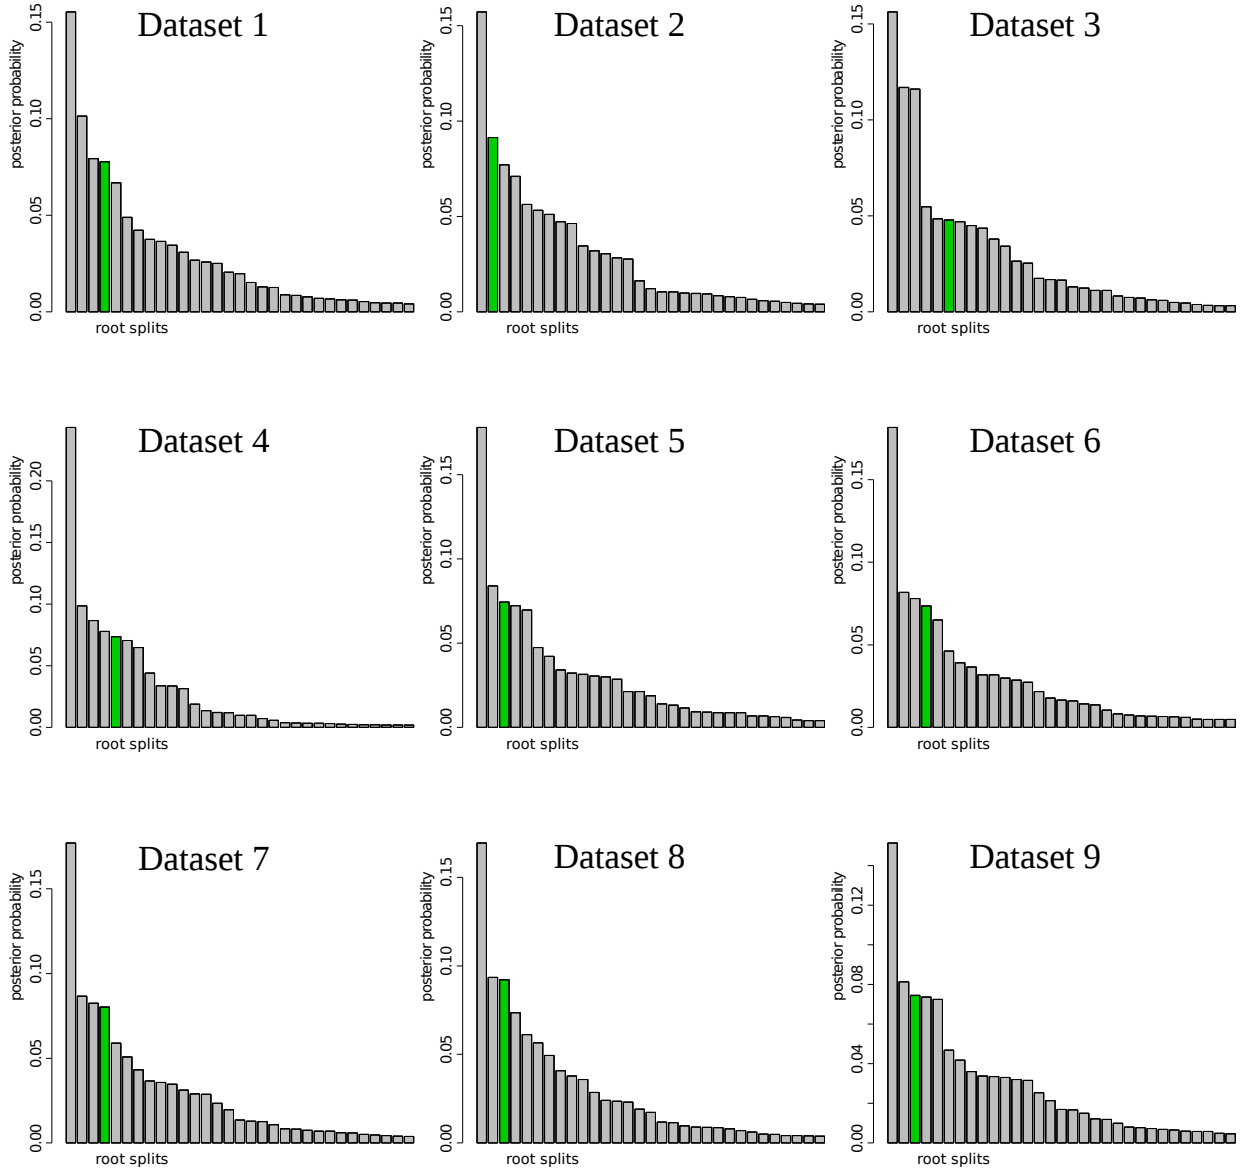 Dataset 1
posterior probability
0.15
0.10
0.05
0.00
root splits
Dataset 2
posterior probability
0.15
0.10
0.05
0.00
root splits
Dataset 3
posterior probability
0.15
0.10
0.05
0.00
root splits
Dataset 4
posterior probability
0.20
0.15
0.10
0.05
0.00
root splits
Dataset 5
posterior probability
0.15
0.10
0.05
0.00
root splits
Dataset 6
posterior probability
0.15
0.10
0.05
0.00
root splits
Dataset 7
posterior probability
0.15
0.10
0.05
0.00
root splits
Dataset 8
posterior probability
0.15
0.10
0.05
0.00
root splits
Dataset 9
posterior probability
0.12
0.08
0.04
0.00
root splits